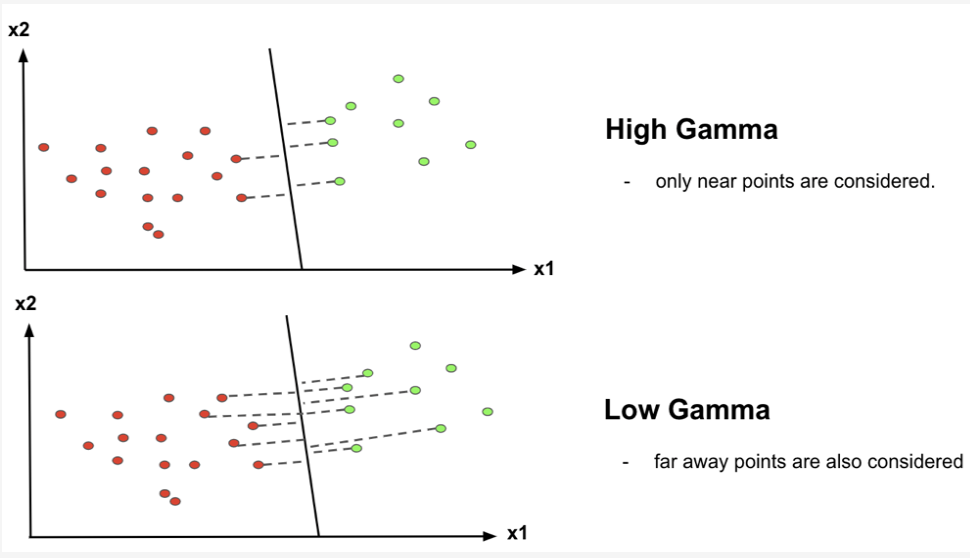 x2
High Gamma
- only near points are considered.
x1
x2
Low Gamma
- far away points are also considered
x1